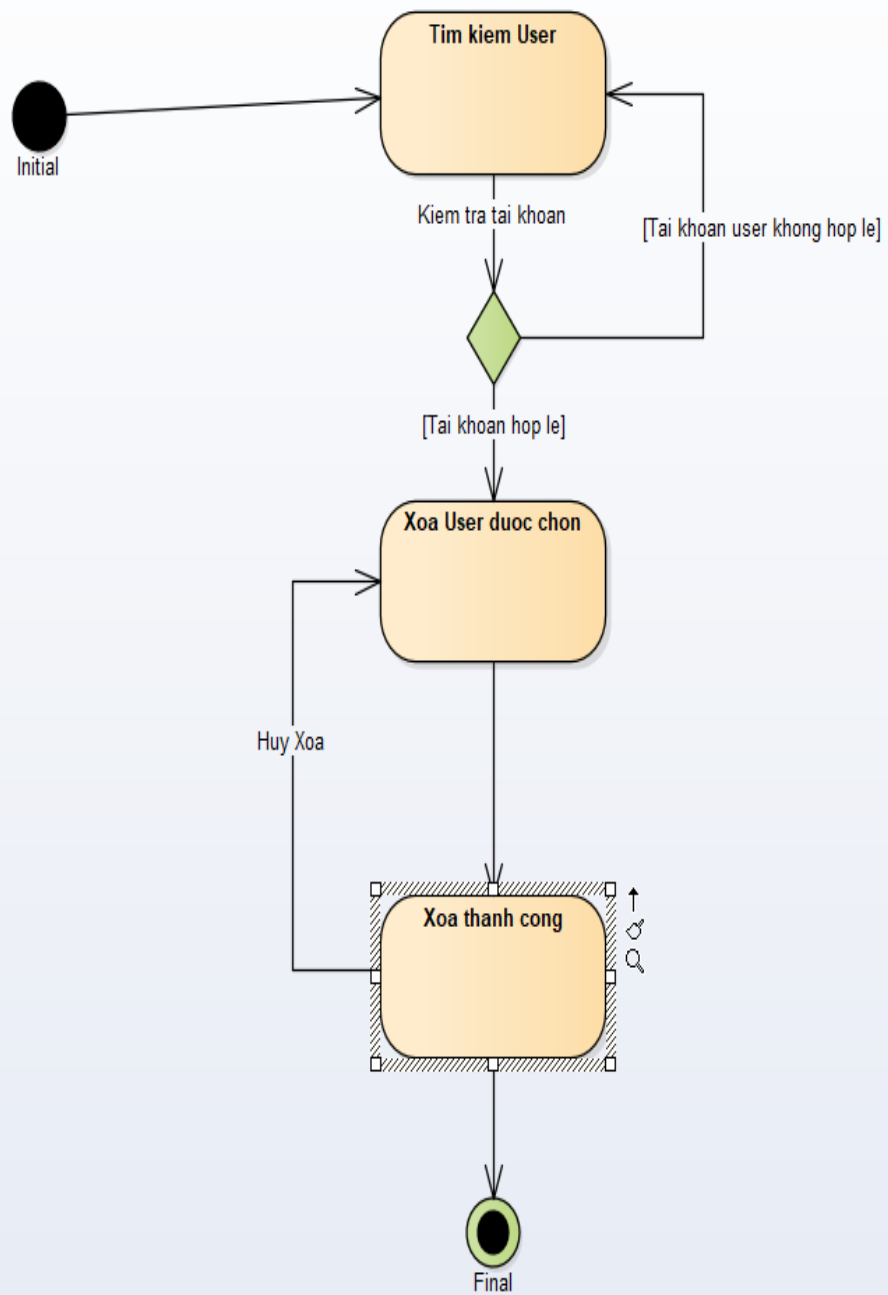 Tim kiem User
Initial
Kiem tra tai khoan
[Tai khoan user khong hop le]
[Tai khoan hop le]
Xoa User duoc chon
Huy Xoa
Xoa thanh cong
Final